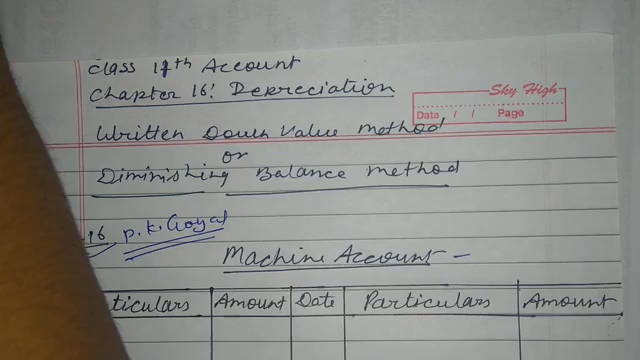 Class 11th Account
Chapter 16: Depreciation
Sky High
Date / / Page
Written Down Value Method
or
Diminishing Balance Method
16 P.K. Goyal
Machine Account -
ticulars Amount Date Particulars Amount